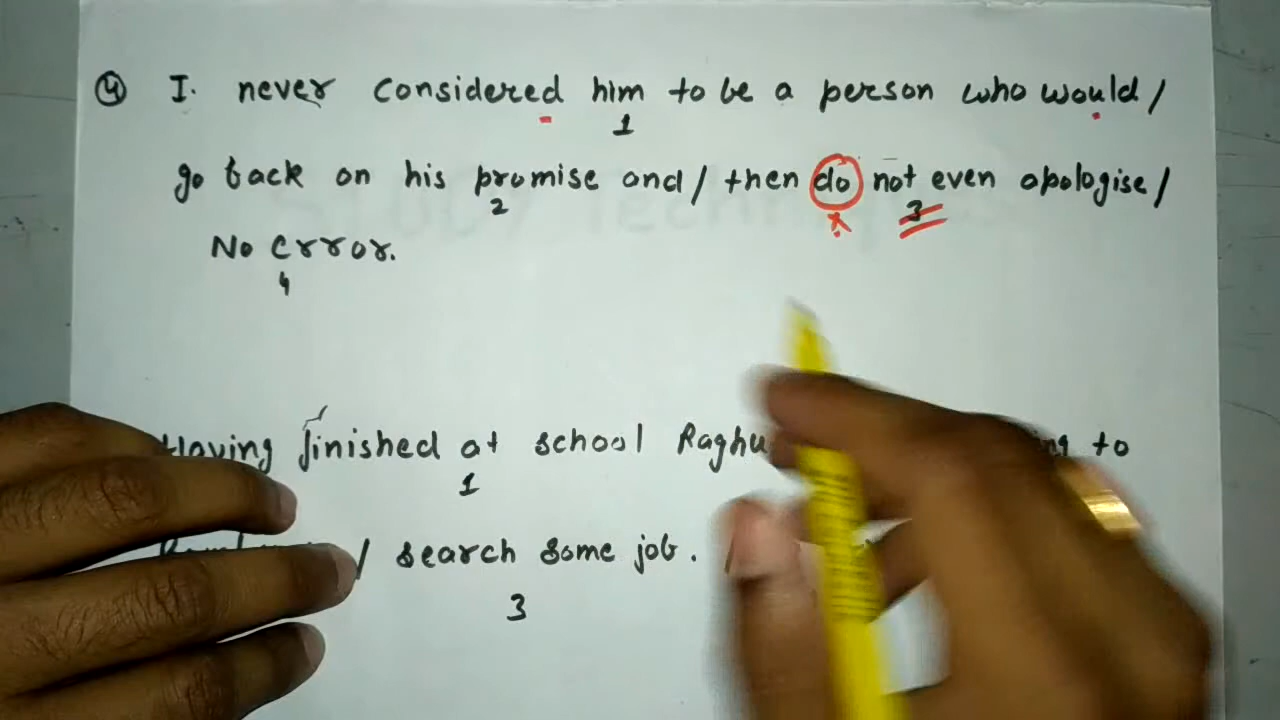 ④ I. never considered him to be a person who would /
1
go back on his promise and / then do not even apologise /
2 3
No error.
4
Having finished at school Raghu to
1
/ search some job.
3